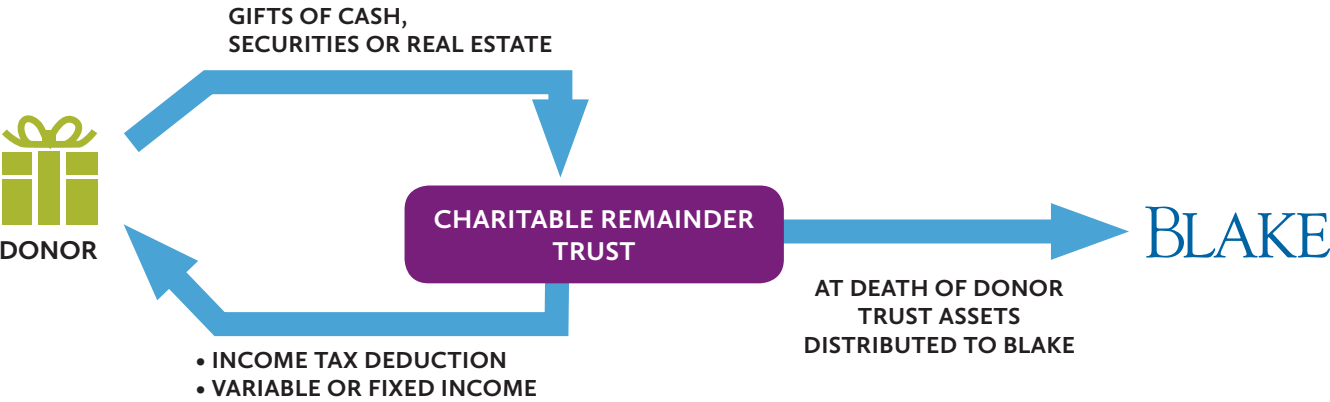 GIFTS OF CASH,
SECURITIES OR REAL ESTATE
DONOR
CHARITABLE REMAINDER
TRUST
BLAKE
AT DEATH OF DONOR
TRUST ASSETS
DISTRIBUTED TO BLAKE
• INCOME TAX DEDUCTION
• VARIABLE OR FIXED INCOME